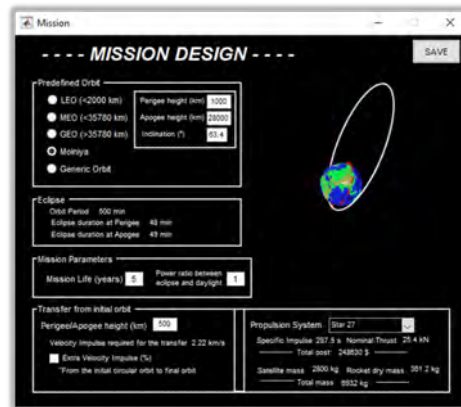 Mission
- - - - MISSION DESIGN - - - -
SAVE
Predefined Orbit
LEO (<2000 km)
MEO (<35780 km)
GEO (>35780 km)
Molniya
Generic Orbit
Perigee height (km) 1000
Apogee height (km) 28000
Inclination (°) 63.4
Eclipse
Orbit Period 500 min
Eclipse duration at Perigee 48 min
Eclipse duration at Apogee 49 min
Mission Parameters
Mission Life (years) 5
Power ratio between eclipse and daylight 1
Transfer from initial orbit
Perigee/Apogee height (km) 500
Velocity Impulse required for the transfer 2.22 km/s
Extra Velocity Impulse (%)
*From the initial circular orbit to final orbit
Propulsion System Star 27
Specific Impulse 287.9 s Nominal Thrust 25.4 kN
Total cost: 248630 $
Satellite mass 2800 kg Rocket dry mass 361.2 kg
Total mass 6932 kg